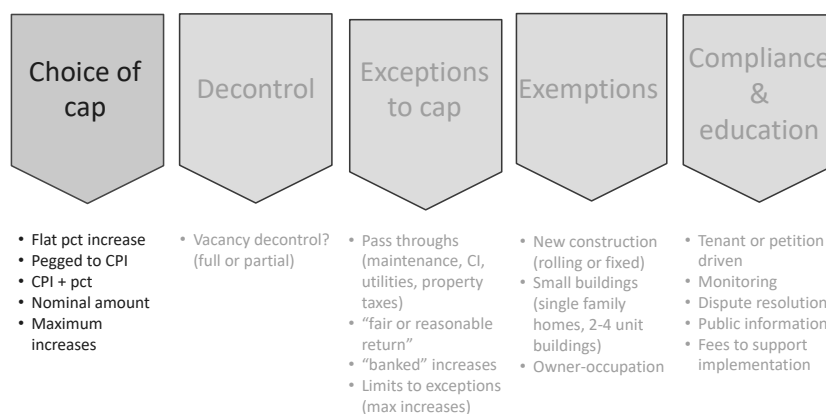 Choice of
cap
Decontrol
Exceptions
to cap
Exemptions
Compliance
&
education
• Flat pct increase
• Pegged to CPI
• CPI + pct
• Nominal amount
• Maximum
increases
• Vacancy decontrol?
(full or partial)
• Pass throughs
(maintenance, CI,
utilities, property
taxes)
• “fair or reasonable
return”
• “banked” increases
• Limits to exceptions
(max increases)
• New construction
(rolling or fixed)
• Small buildings
(single family
homes, 2-4 unit
buildings)
• Owner-occupation
• Tenant or petition
driven
• Monitoring
• Dispute resolution
• Public information
• Fees to support
implementation